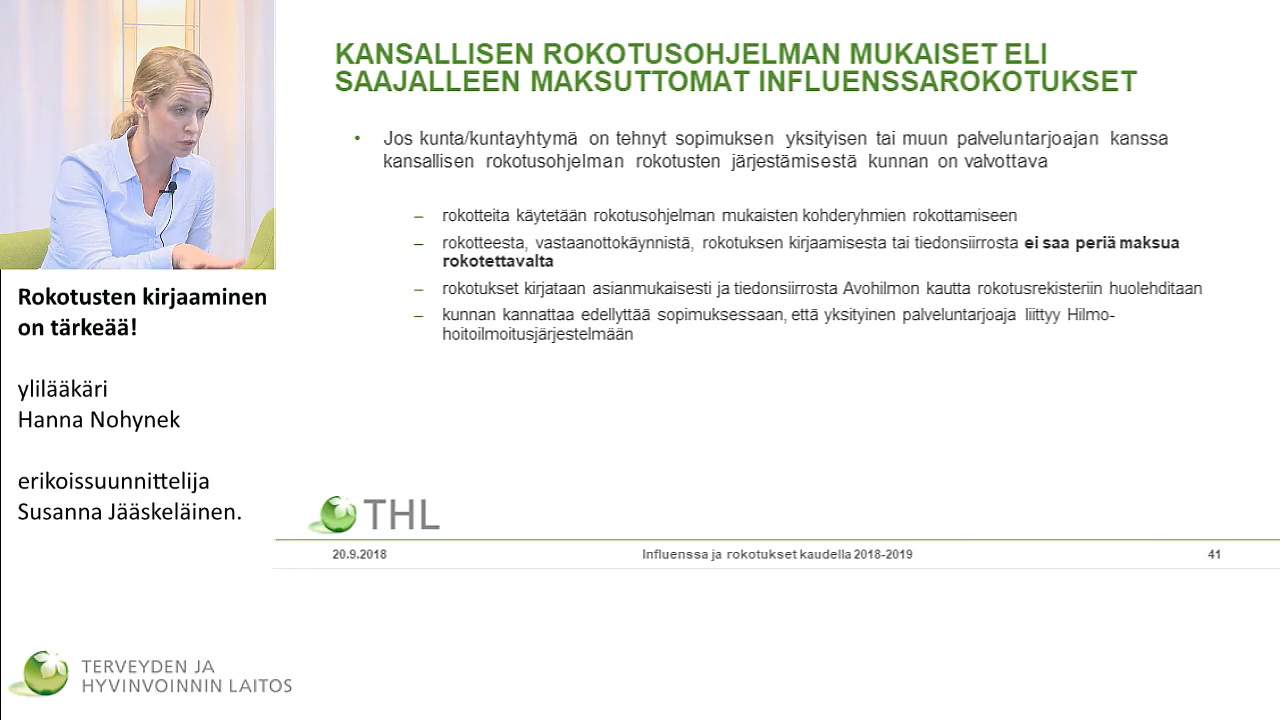 KANSALLISEN ROKOTUSOHJELMAN MUKAISET ELI
SAAJALLEEN MAKSUTTOMAT INFLUENSSAROKOTUKSET
• Jos kunta/kuntayhtymä on tehnyt sopimuksen yksityisen tai muun palveluntarjoajan kanssa
kansallisen rokotusohjelman rokotusten järjestämisestä kunnan on valvottava
– rokotteita käytetään rokotusohjelman mukaisten kohderyhmien rokottamiseen
– rokotteesta, vastaanottokäynnistä, rokotuksen kirjaamisesta tai tiedonsiirrosta ei saa periä maksua
rokotettavalta
– rokotukset kirjataan asianmukaisesti ja tiedonsiirrosta Avohilmon kautta rokotusrekisteriin huolehditaan
– kunnan kannattaa edellyttää sopimuksessaan, että yksityinen palveluntarjoaja liittyy Hilmo-
hoitoilmoitusjärjestelmään
THL
20.9.2018 Influenssa ja rokotukset kaudella 2018-2019 41
Rokotusten kirjaaminen
on tärkeää!
ylilääkäri
Hanna Nohynek
erikoissuunnittelija
Susanna Jääskeläinen.
TERVEYDEN JA
HYVINVOINNIN LAITOS